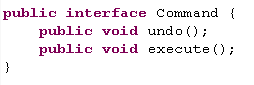 public interface Command {
    public void undo();
    public void execute();
}